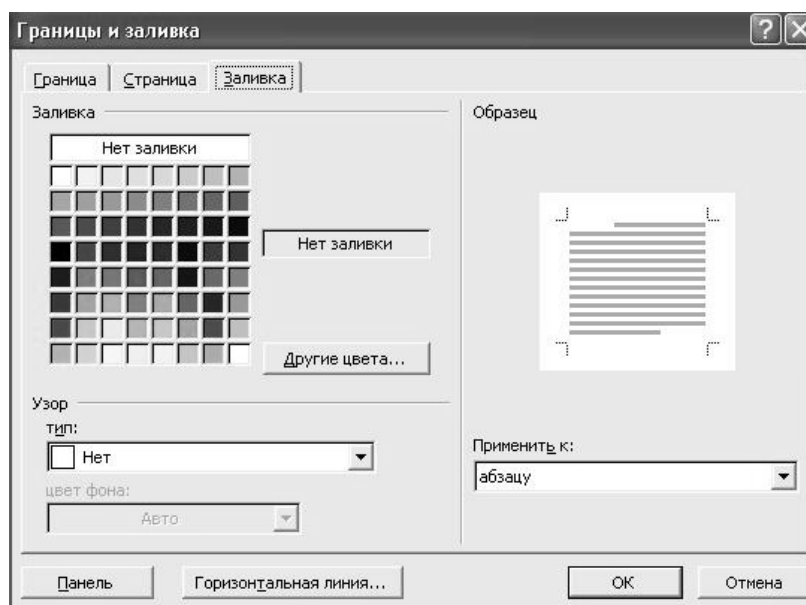 Границы и заливка
Граница
Страница
Заливка
Заливка
Нет заливки
Нет заливки
Другие цвета...
Узор
тип:
Нет
цвет фона:
Авто
Образец
Применить к:
абзацу
Панель
Горизонтальная линия...
ОК
Отмена